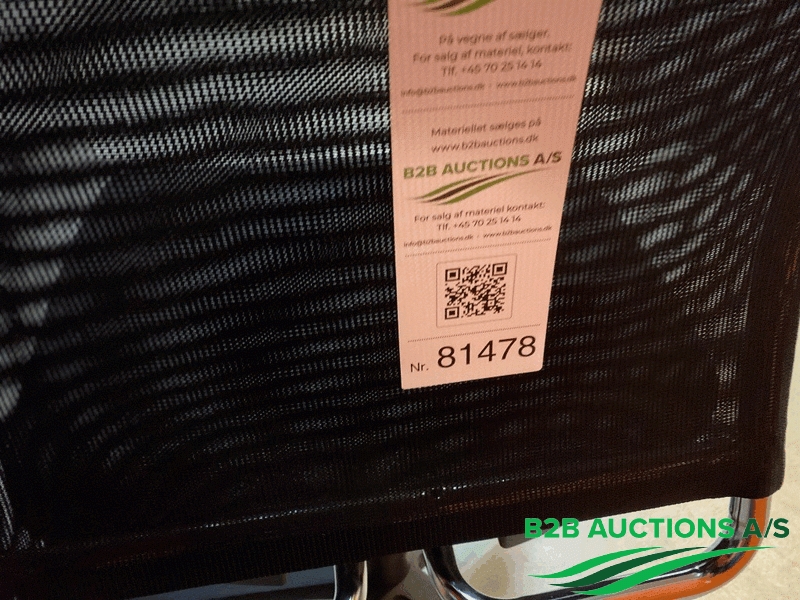 På vegne af sælger.
For salg af materiel, kontakt:
Tlf. +45 70 25 14 14
info@b2bauctions.dk - www.b2bauctions.dk
Materiellet sælges på
www.b2bauctions.dk
B2B AUCTIONS A/S
For salg af materiel kontakt:
Tlf. +45 70 25 14 14
info@b2bauctions.dk - www.b2bauctions.dk
Nr. 81478
B2B AUCTIONS A/S